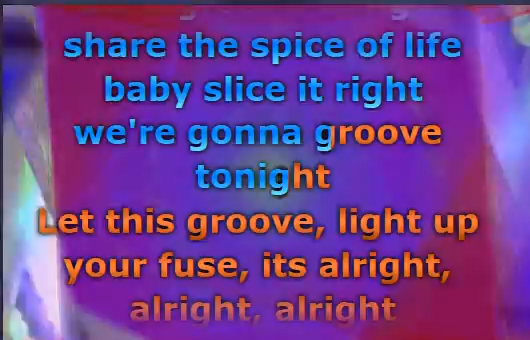 share the spice of life
baby slice it right
we're gonna groove
tonight
Let this groove, light up
your fuse, its alright,
alright, alright